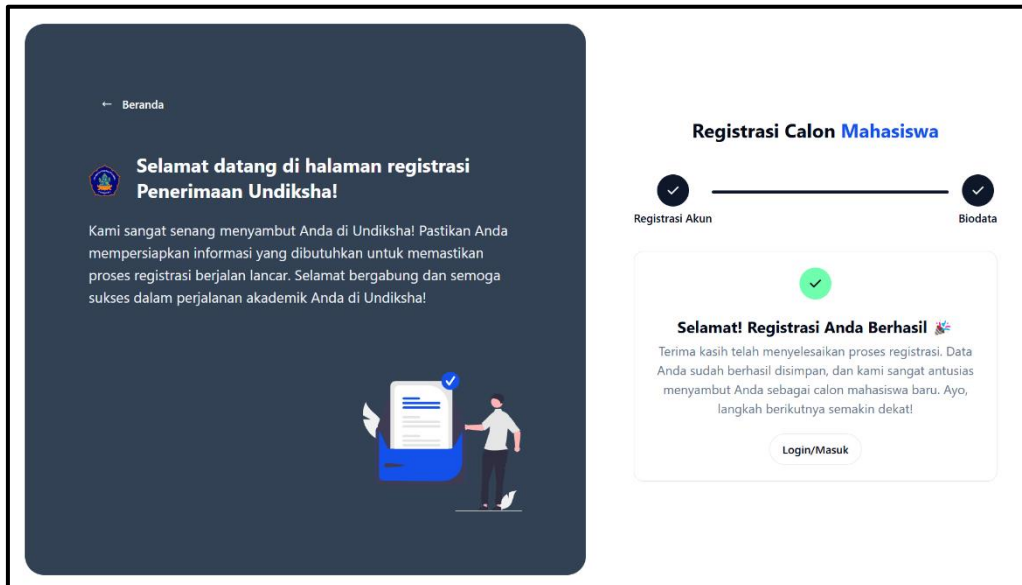 ← Beranda
Selamat datang di halaman registrasi
Penerimaan Undiksha!
Kami sangat senang menyambut Anda di Undiksha! Pastikan Anda
mempersiapkan informasi yang dibutuhkan untuk memastikan
proses registrasi berjalan lancar. Selamat bergabung dan semoga
sukses dalam perjalanan akademik Anda di Undiksha!
Registrasi Calon Mahasiswa
Registrasi Akun
Biodata
Selamat! Registrasi Anda Berhasil 🎉
Terima kasih telah menyelesaikan proses registrasi. Data
Anda sudah berhasil disimpan, dan kami sangat antusias
menyambut Anda sebagai calon mahasiswa baru. Ayo,
langkah berikutnya semakin dekat!
Login/Masuk